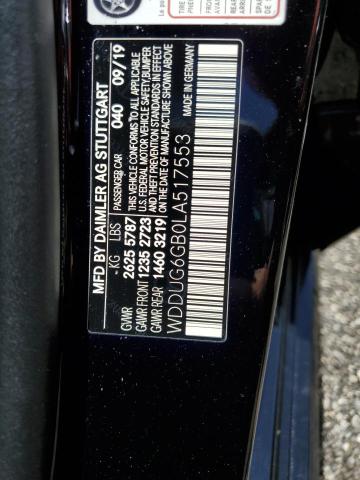 MFD BY DAIMLER AG STUTTGART
PASSENGER CAR 040 09/19
THIS VEHICLE CONFORMS TO ALL APPLICABLE
U.S. FEDERAL MOTOR VEHICLE SAFETY, BUMPER
AND THEFT PREVENTION STANDARDS IN EFFECT
ON THE DATE OF MANUFACTURE SHOWN ABOVE
~KG LBS
GVWR 2625 5787
GAWR FRONT 1235 2723
GAWR REAR 1460 3219
MADE IN GERMANY
WDDUG6GB0LA517553